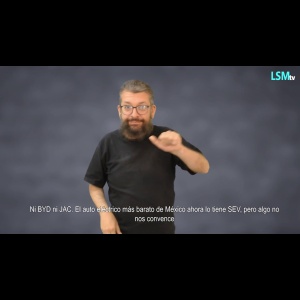 LSMtv
Ni BYD ni JAC. El auto eléctrico más barato de México ahora lo tiene SEV, pero algo no
nos convence